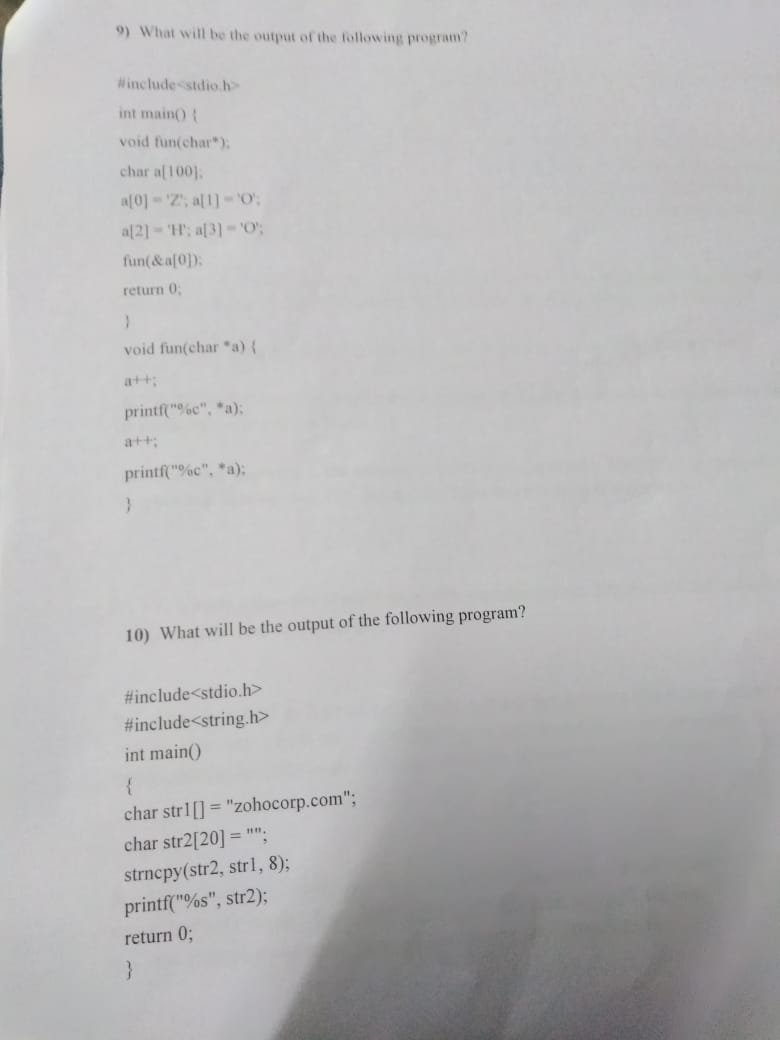 9) What will be the output of the following program?
#include<stdio.h>
int main() {
void fun(char*);
char a[100];
a[0] = 'Z'; a[1] = 'O';
a[2] = 'H'; a[3] = 'O';
fun(&a[0]);
return 0;
}
void fun(char *a) {
a++;
printf("%c", *a);
a++;
printf("%c", *a);
}
10) What will be the output of the following program?
#include<stdio.h>
#include<string.h>
int main()
{
char str1[] = "zohocorp.com";
char str2[20] = "";
strncpy(str2, str1, 8);
printf("%s", str2);
return 0;
}